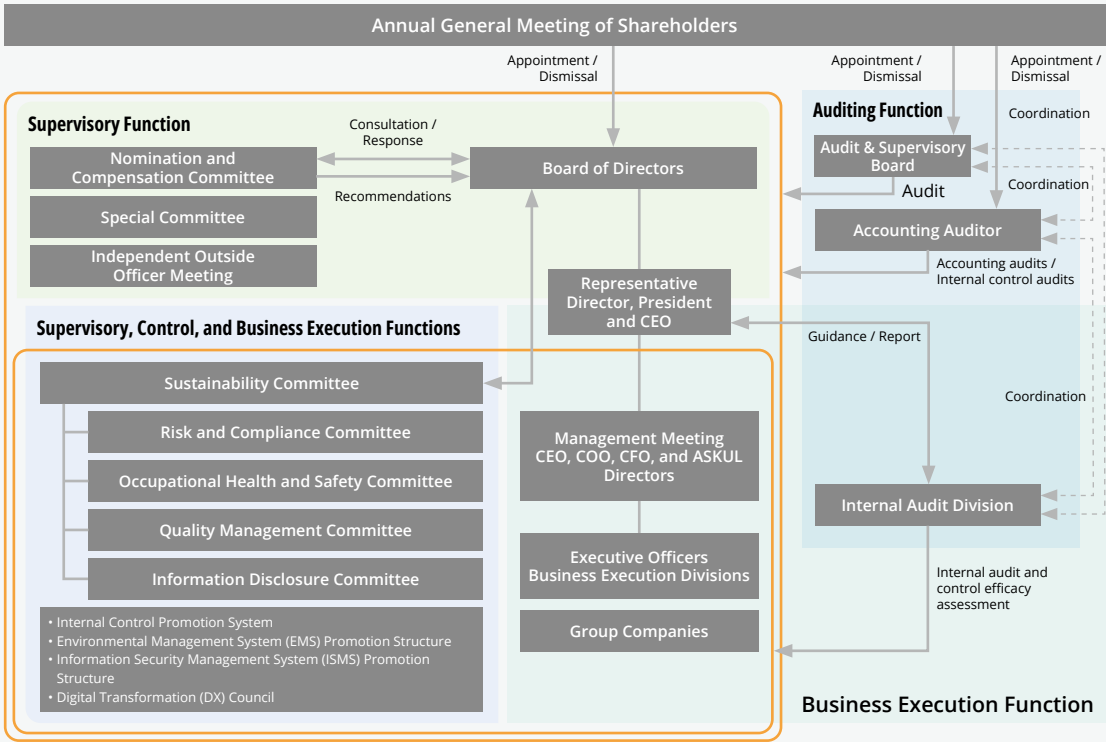 Annual General Meeting of Shareholders
Appointment /
Dismissal
Appointment /
Dismissal
Appointment /
Dismissal
Supervisory Function
Consultation /
Response
Nomination and
Compensation Committee
Board of Directors
Recommendations
Special Committee
Independent Outside
Officer Meeting
Auditing Function
Coordination
Audit & Supervisory
Board
Coordination
Audit
Accounting Auditor
Accounting audits /
Internal control audits
Representative
Director, President
and CEO
Guidance / Report
Supervisory, Control, and Business Execution Functions
Sustainability Committee
Risk and Compliance Committee
Occupational Health and Safety Committee
Quality Management Committee
Information Disclosure Committee
• Internal Control Promotion System
• Environmental Management System (EMS) Promotion Structure
• Information Security Management System (ISMS) Promotion
Structure
• Digital Transformation (DX) Council
Management Meeting
CEO, COO, CFO, and ASKUL
Directors
Executive Officers
Business Execution Divisions
Group Companies
Coordination
Internal Audit Division
Internal audit and
control efficacy
assessment
Business Execution Function